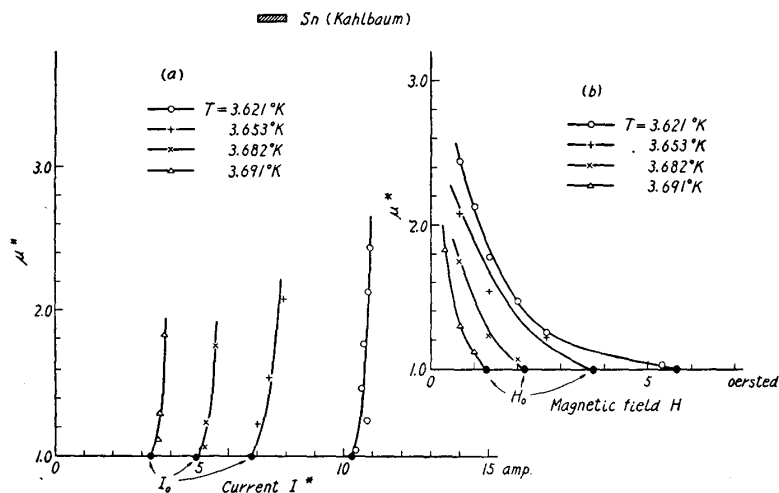 Sn (Kahlbaum)
(a)
T = 3.621 °K
3.653 °K
3.682 °K
3.691 °K
μ*
3.0
2.0
1.0
0
5
10
15 amp.
I₀
Current I*
(b)
T = 3.621 °K
3.653 °K
3.682 °K
3.691 °K
μ*
3.0
2.0
1.0
0
5
oersted
H₀
Magnetic field H